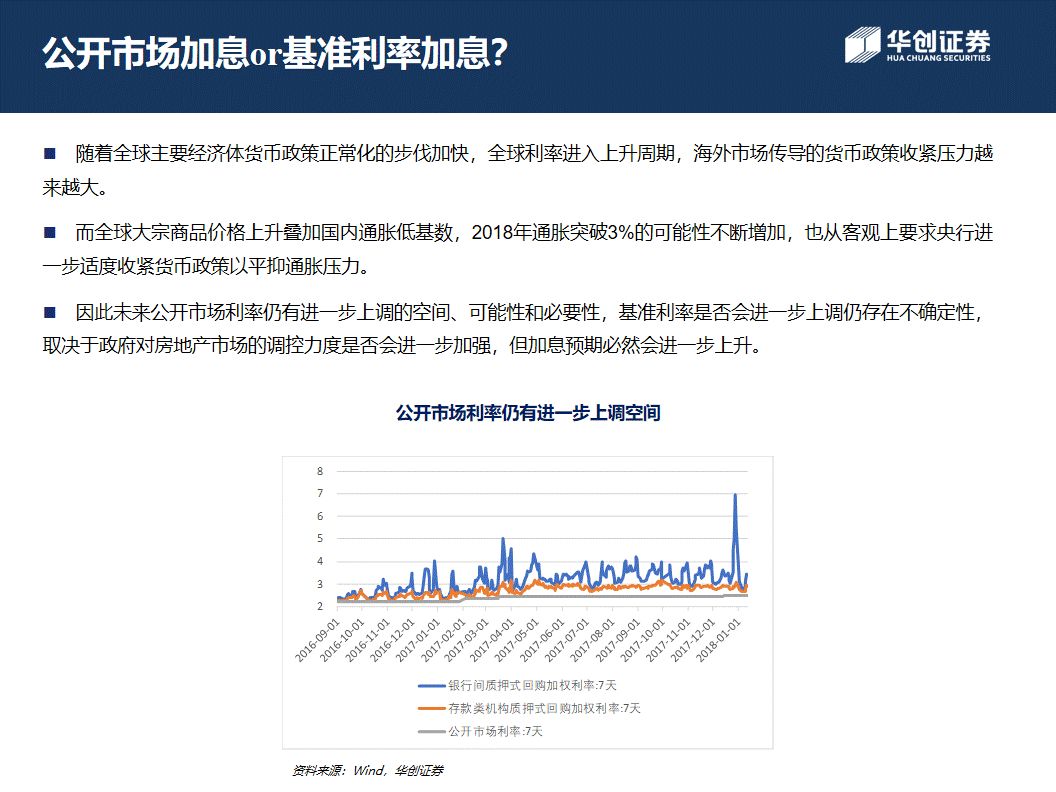 公开市场加息or基准利率加息?
华创证券
HUA CHUANG SECURITIES
■ 随着全球主要经济体货币政策正常化的步伐加快，全球利率进入上升周期，海外市场传导的货币政策收紧压力越
来越大。
■ 而全球大宗商品价格上升叠加国内通胀低基数，2018年通胀突破3%的可能性不断增加，也从客观上要求央行进
一步适度收紧货币政策以平抑通胀压力。
■ 因此未来公开市场利率仍有进一步上调的空间、可能性和必要性，基准利率是否会进一步上调仍存在不确定性，
取决于政府对房地产市场的调控力度是否会进一步加强，但加息预期必然会进一步上升。
公开市场利率仍有进一步上调空间
8
7
6
5
4
3
2
2016-09-01
2016-10-01
2016-11-01
2016-12-01
2017-01-01
2017-02-01
2017-03-01
2017-04-01
2017-05-01
2017-06-01
2017-07-01
2017-08-01
2017-09-01
2017-10-01
2017-11-01
2017-12-01
2018-01-01
银行间质押式回购加权利率:7天
存款类机构质押式回购加权利率:7天
公开市场利率:7天
资料来源：Wind，华创证券